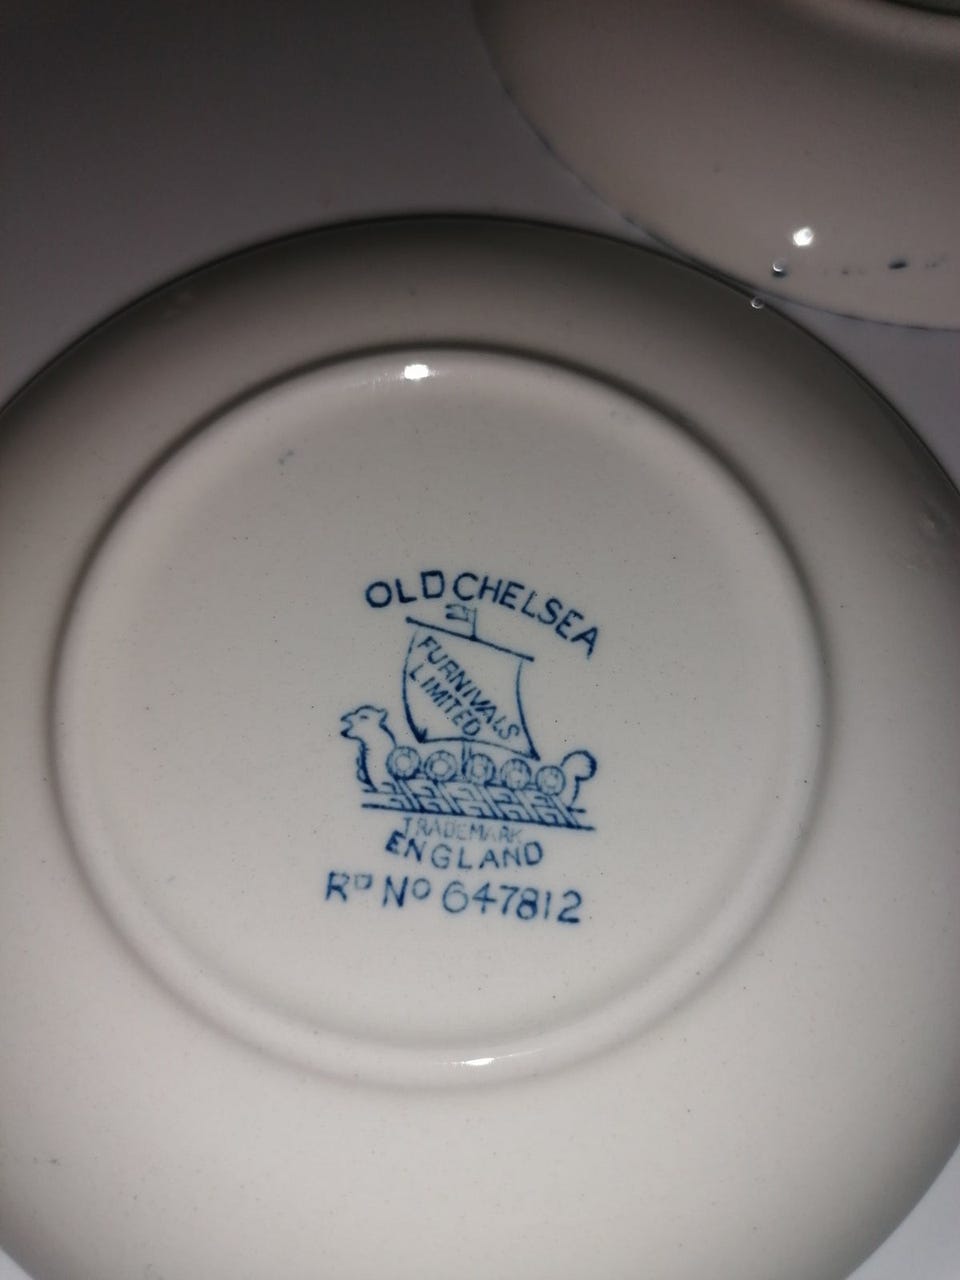 OLD CHELSEA
FURNIVALS
LIMITED
TRADEMARK
ENGLAND
Rᴰ Nº 647812